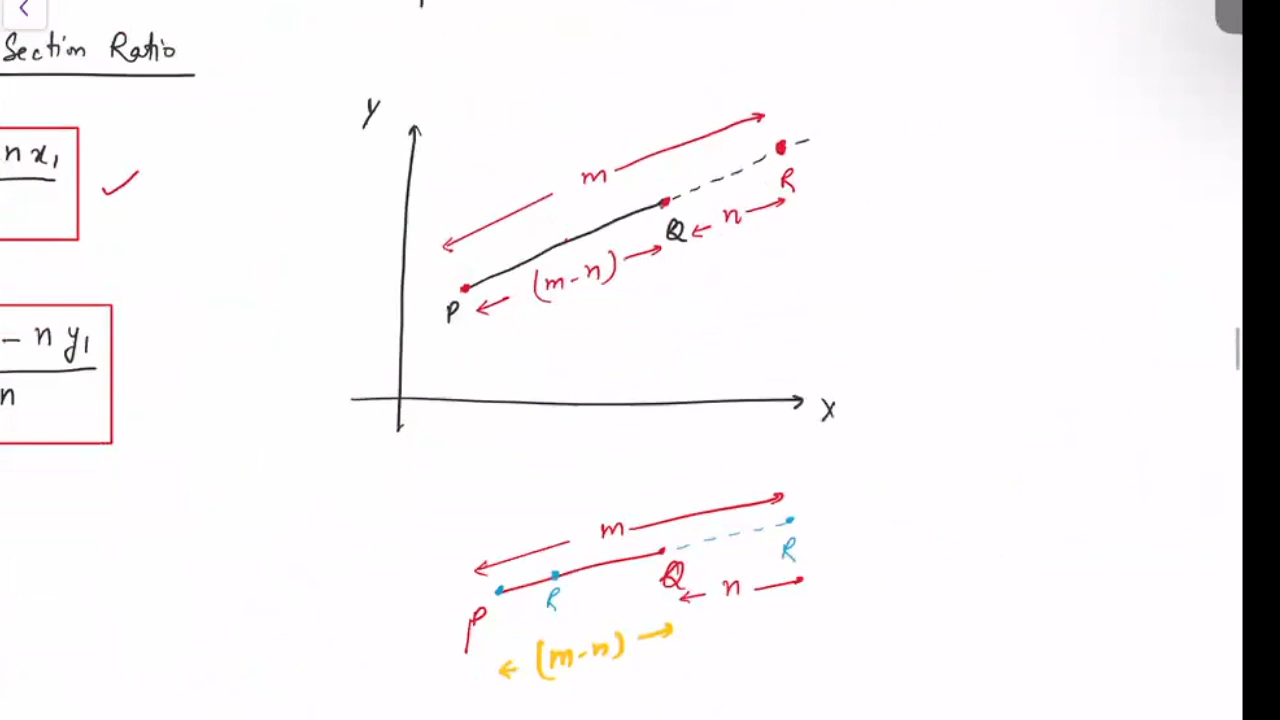 Section Ratio
n x₁
- n y₁
n
y
m
R
Q
n
(m-n)
P
X
m
R
Q
n
R
P
(m-n)